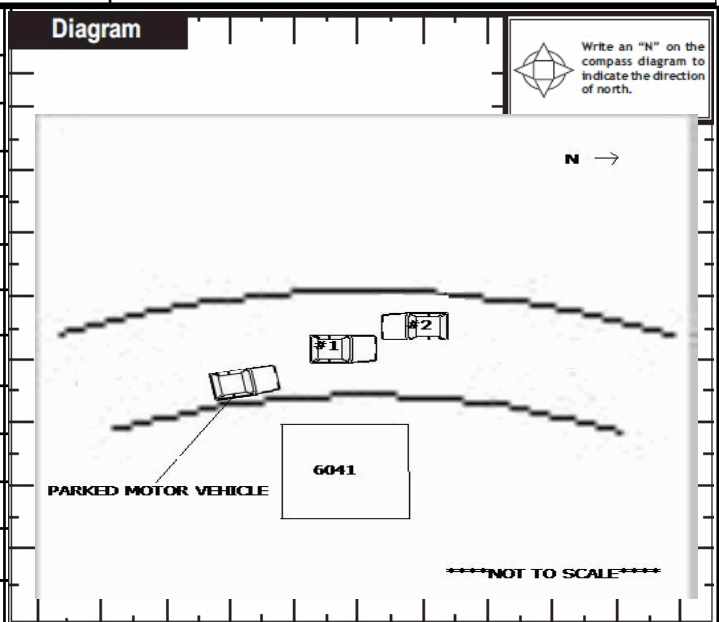 Diagram
Write an “N” on the
compass diagram to
indicate the direction
of north.
N →
#2
#1
6041
PARKED MOTOR VEHICLE
****NOT TO SCALE****